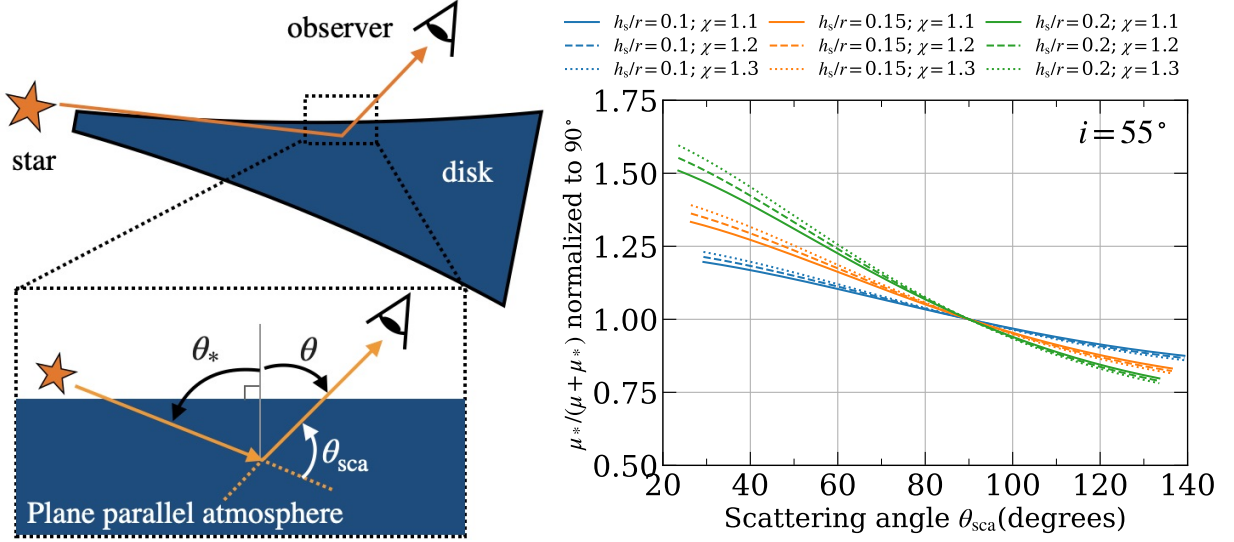 observer
star
disk
θ*
θ
θsca
Plane parallel atmosphere
hs/r=0.1; χ=1.1
hs/r=0.15; χ=1.1
hs/r=0.2; χ=1.1
hs/r=0.1; χ=1.2
hs/r=0.15; χ=1.2
hs/r=0.2; χ=1.2
hs/r=0.1; χ=1.3
hs/r=0.15; χ=1.3
hs/r=0.2; χ=1.3
i = 55°
μ*/(μ+μ*) normalized to 90°
1.75
1.50
1.25
1.00
0.75
0.50
20 40 60 80 100 120 140
Scattering angle θsca(degrees)